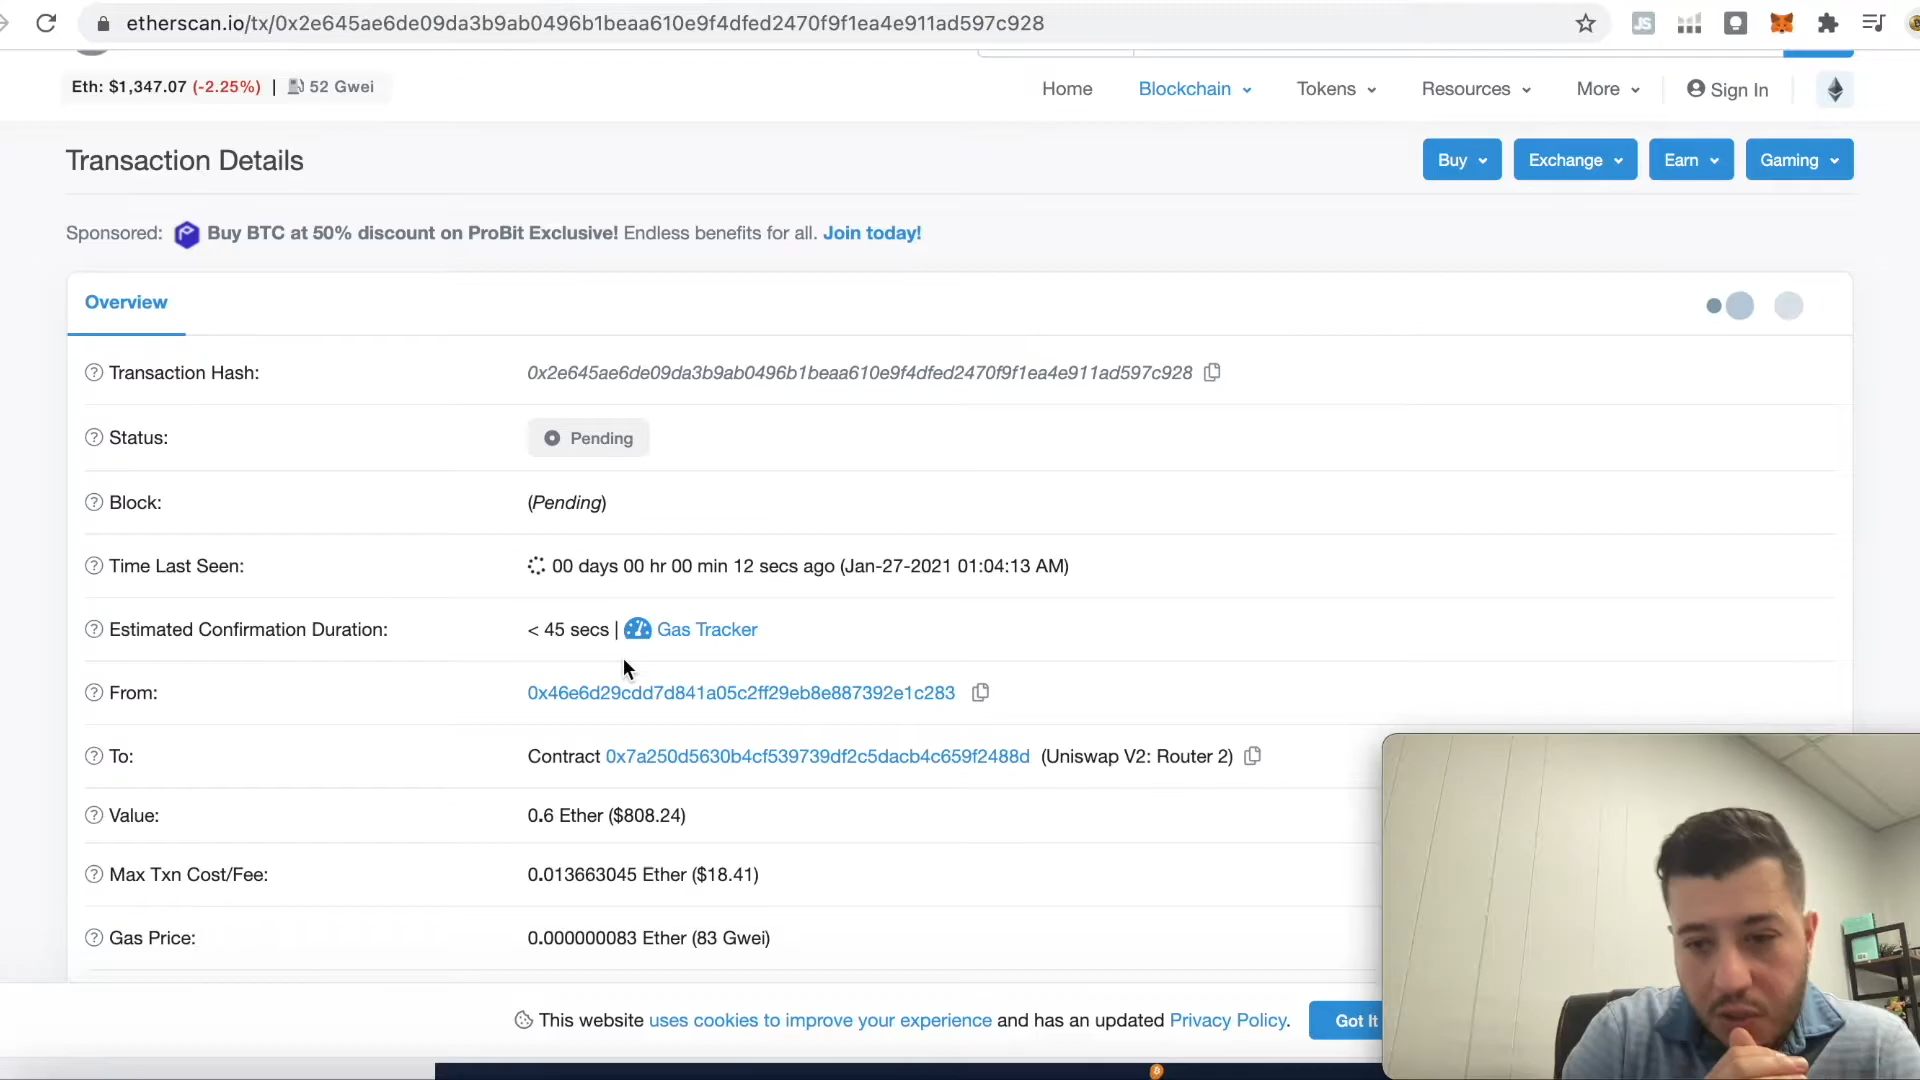 etherscan.io/tx/0x2e645ae6de09da3b9ab0496b1beaa610e9f4dfed2470f9f1ea4e911ad597c928
JS
Eth: $1,347.07 (-2.25%) | 52 Gwei
Home Blockchain Tokens Resources More Sign In
Transaction Details
Buy Exchange Earn Gaming
Sponsored: Buy BTC at 50% discount on ProBit Exclusive! Endless benefits for all. Join today!
Overview
Transaction Hash: 0x2e645ae6de09da3b9ab0496b1beaa610e9f4dfed2470f9f1ea4e911ad597c928
Status: Pending
Block: (Pending)
Time Last Seen: 00 days 00 hr 00 min 12 secs ago (Jan-27-2021 01:04:13 AM)
Estimated Confirmation Duration: < 45 secs | Gas Tracker
From: 0x46e6d29cdd7d841a05c2ff29eb8e887392e1c283
To: Contract 0x7a250d5630b4cf539739df2c5dacb4c659f2488d (Uniswap V2: Router 2)
Value: 0.6 Ether ($808.24)
Max Txn Cost/Fee: 0.013663045 Ether ($18.41)
Gas Price: 0.000000083 Ether (83 Gwei)
This website uses cookies to improve your experience and has an updated Privacy Policy.
Got It